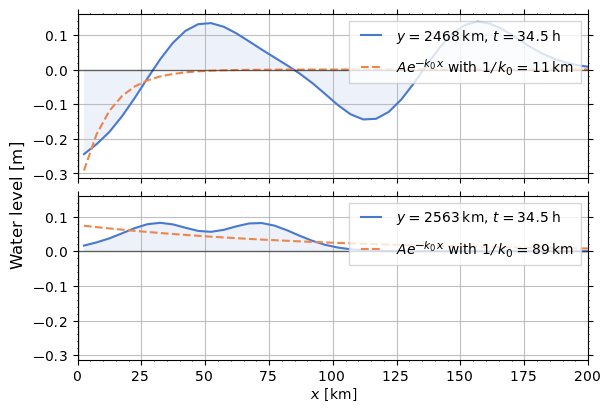 0.1
0.0
−0.1
−0.2
−0.3
y = 2468 km, t = 34.5 h
Ae^{−k₀x} with 1/k₀ = 11 km
0.1
0.0
−0.1
−0.2
−0.3
y = 2563 km, t = 34.5 h
Ae^{−k₀x} with 1/k₀ = 89 km
Water level [m]
0 25 50 75 100 125 150 175 200
x [km]